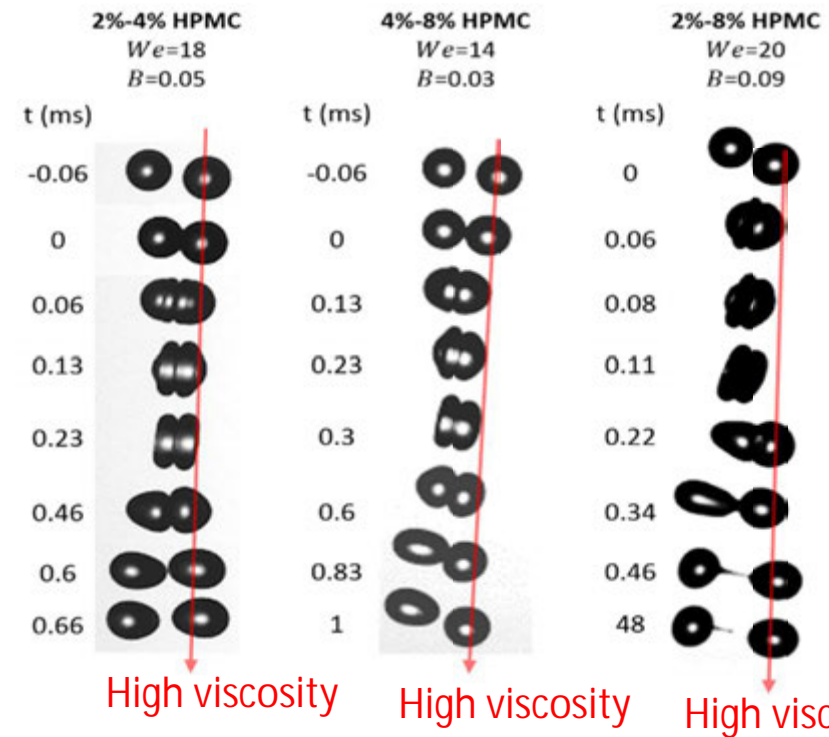 2%-4% HPMC
We=18
B=0.05
t (ms)
-0.06
0
0.06
0.13
0.23
0.46
0.6
0.66
High viscosity
4%-8% HPMC
We=14
B=0.03
t (ms)
-0.06
0
0.13
0.23
0.3
0.6
0.83
1
High viscosity
2%-8% HPMC
We=20
B=0.09
t (ms)
0
0.06
0.08
0.11
0.22
0.34
0.46
48
High visc